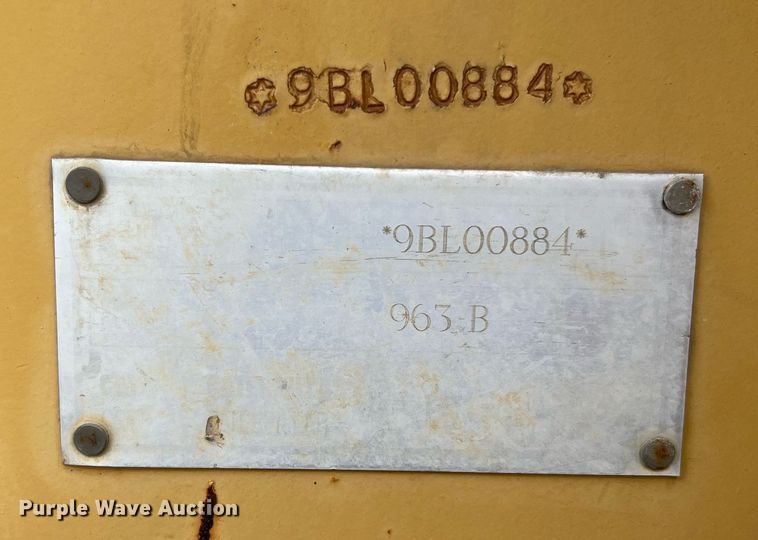 ✡9BL00884✡
*9BL00884*
963-B
Purple Wave Auction